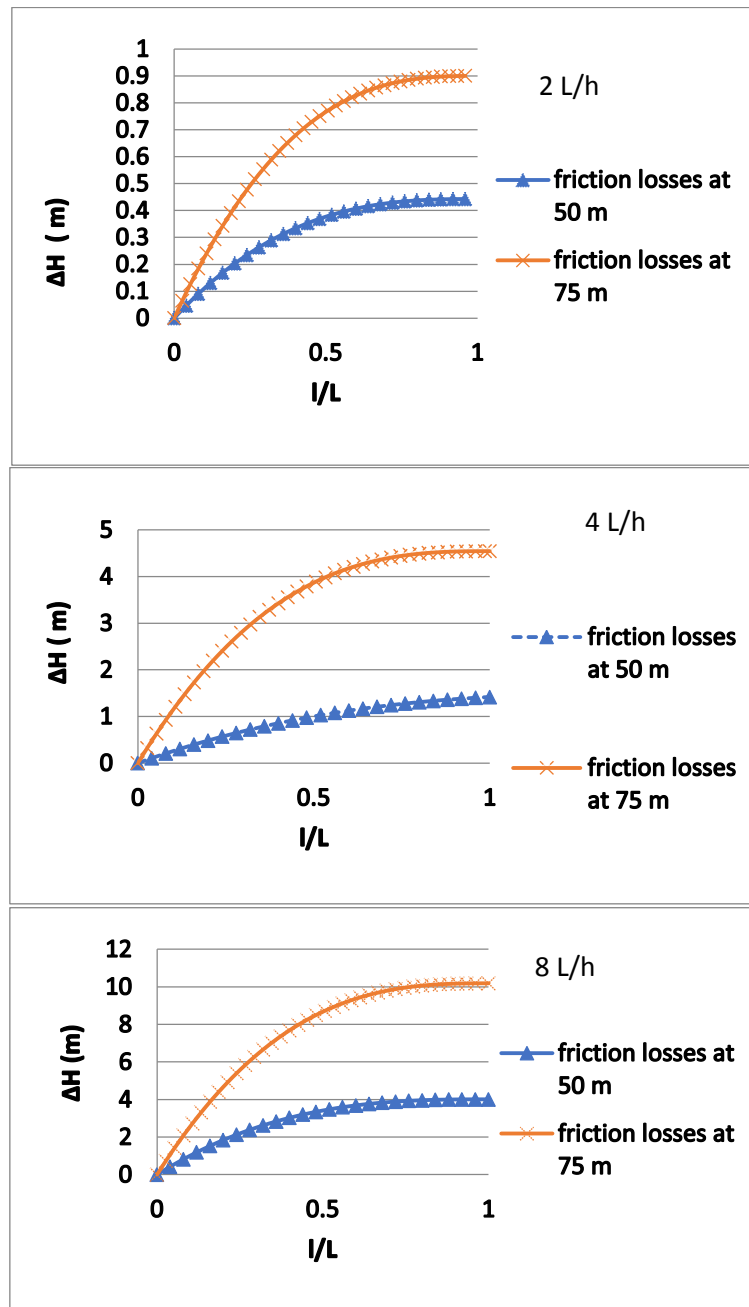 1
0.9
0.8
0.7
0.6
0.5
0.4
0.3
0.2
0.1
0
0 0.5 1
ΔH ( m)
l/L
2 L/h
friction losses at
50 m
friction losses at
75 m
5
4
3
2
1
0
0 0.5 1
ΔH ( m)
l/L
4 L/h
friction losses
at 50 m
friction losses
at 75 m
12
10
8
6
4
2
0
0 0.5 1
ΔH (m)
l/L
8 L/h
friction losses at
50 m
friction losses at
75 m